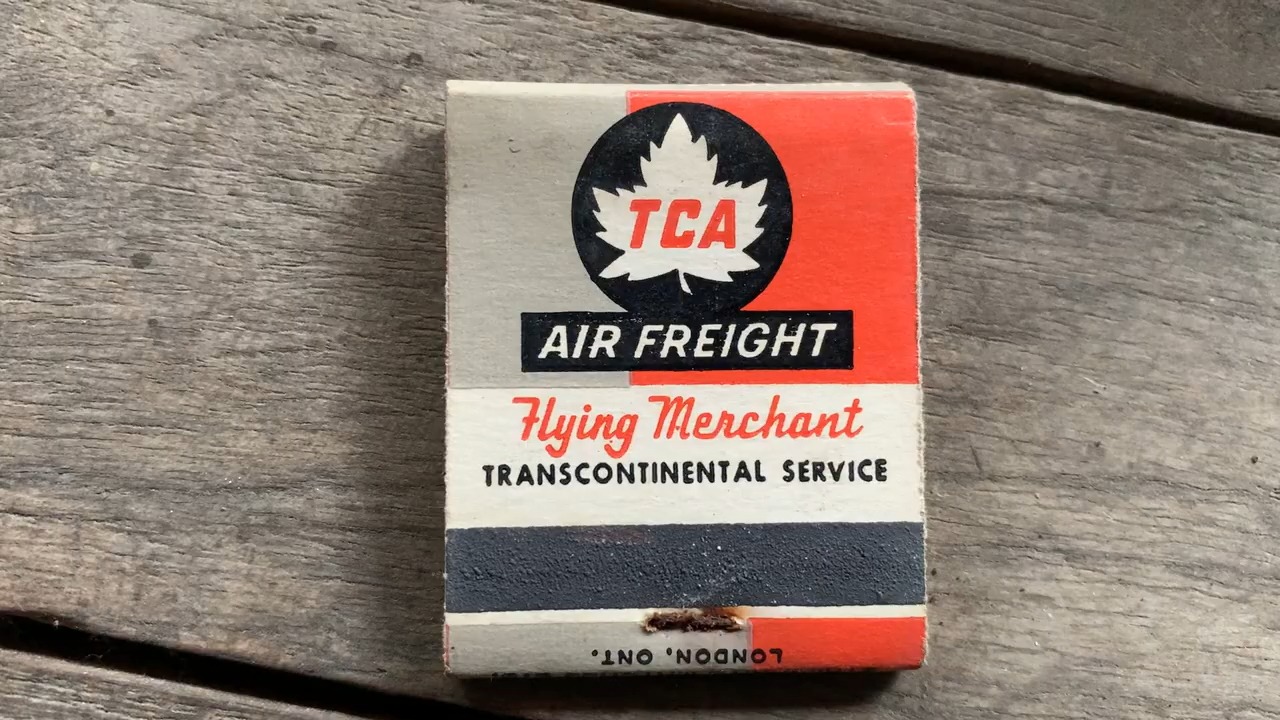 TCA
AIR FREIGHT
Flying Merchant
TRANSCONTINENTAL SERVICE
LONDON, ONT.